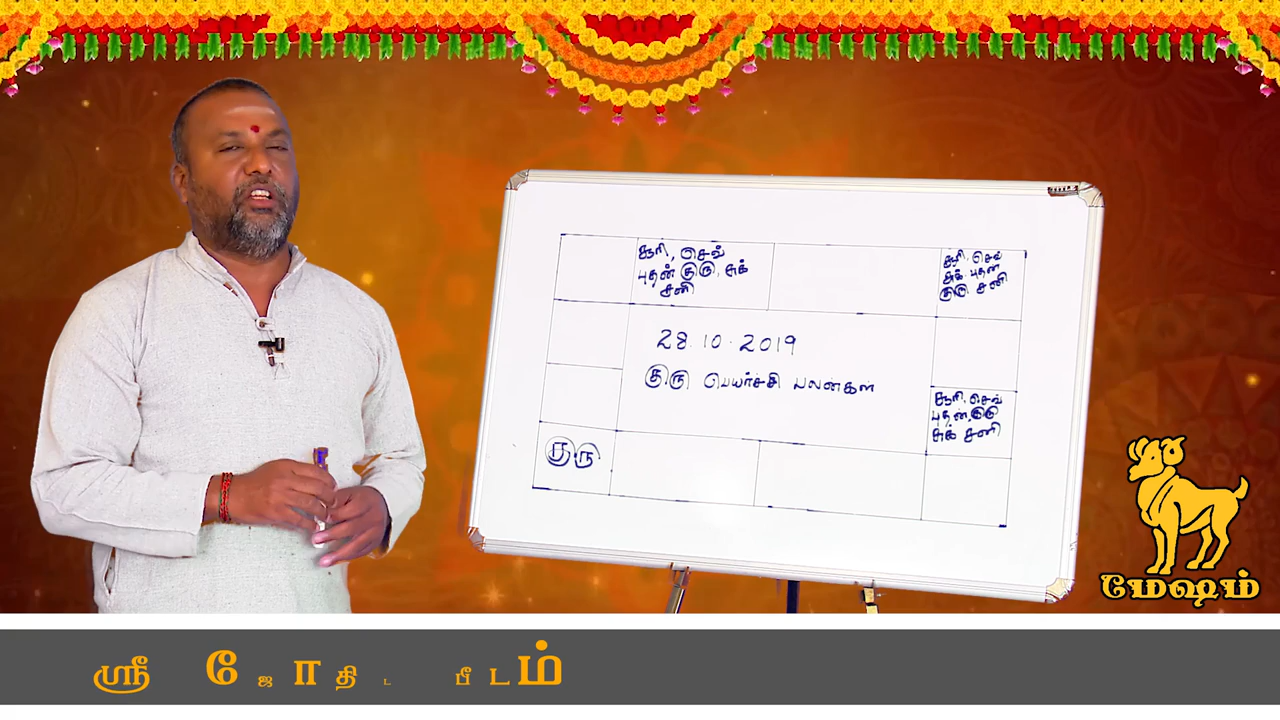 சூரி, செவ்
புதன் குரு, சுக்
சனி
சூரி, செவ்
சுக் புதன்
குரு, சனி
28.10.2019
குரு பெயர்ச்சி பலன்கள்
சூரி, செவ்
புதன், குரு
சுக் சனி
குரு
மேஷம்
ஸ்ரீ ஜோதிட பீடம்